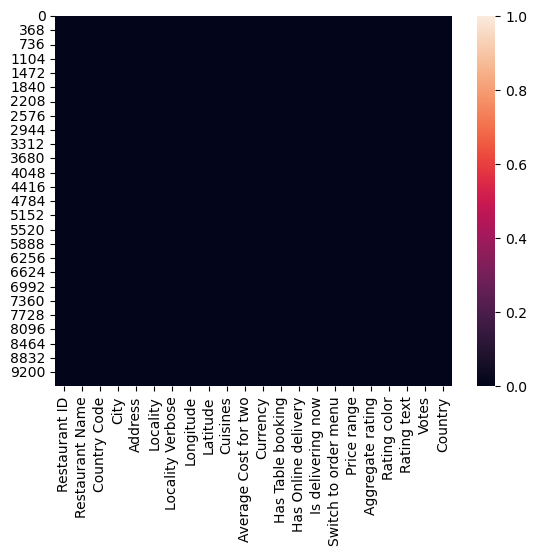 0
368
736
1104
1472
1840
2208
2576
2944
3312
3680
4048
4416
4784
5152
5520
5888
6256
6624
6992
7360
7728
8096
8464
8832
9200
Restaurant ID
Restaurant Name
Country Code
City
Address
Locality
Locality Verbose
Longitude
Latitude
Cuisines
Average Cost for two
Currency
Has Table booking
Has Online delivery
Is delivering now
Switch to order menu
Price range
Aggregate rating
Rating color
Rating text
Votes
Country
1.0
0.8
0.6
0.4
0.2
0.0